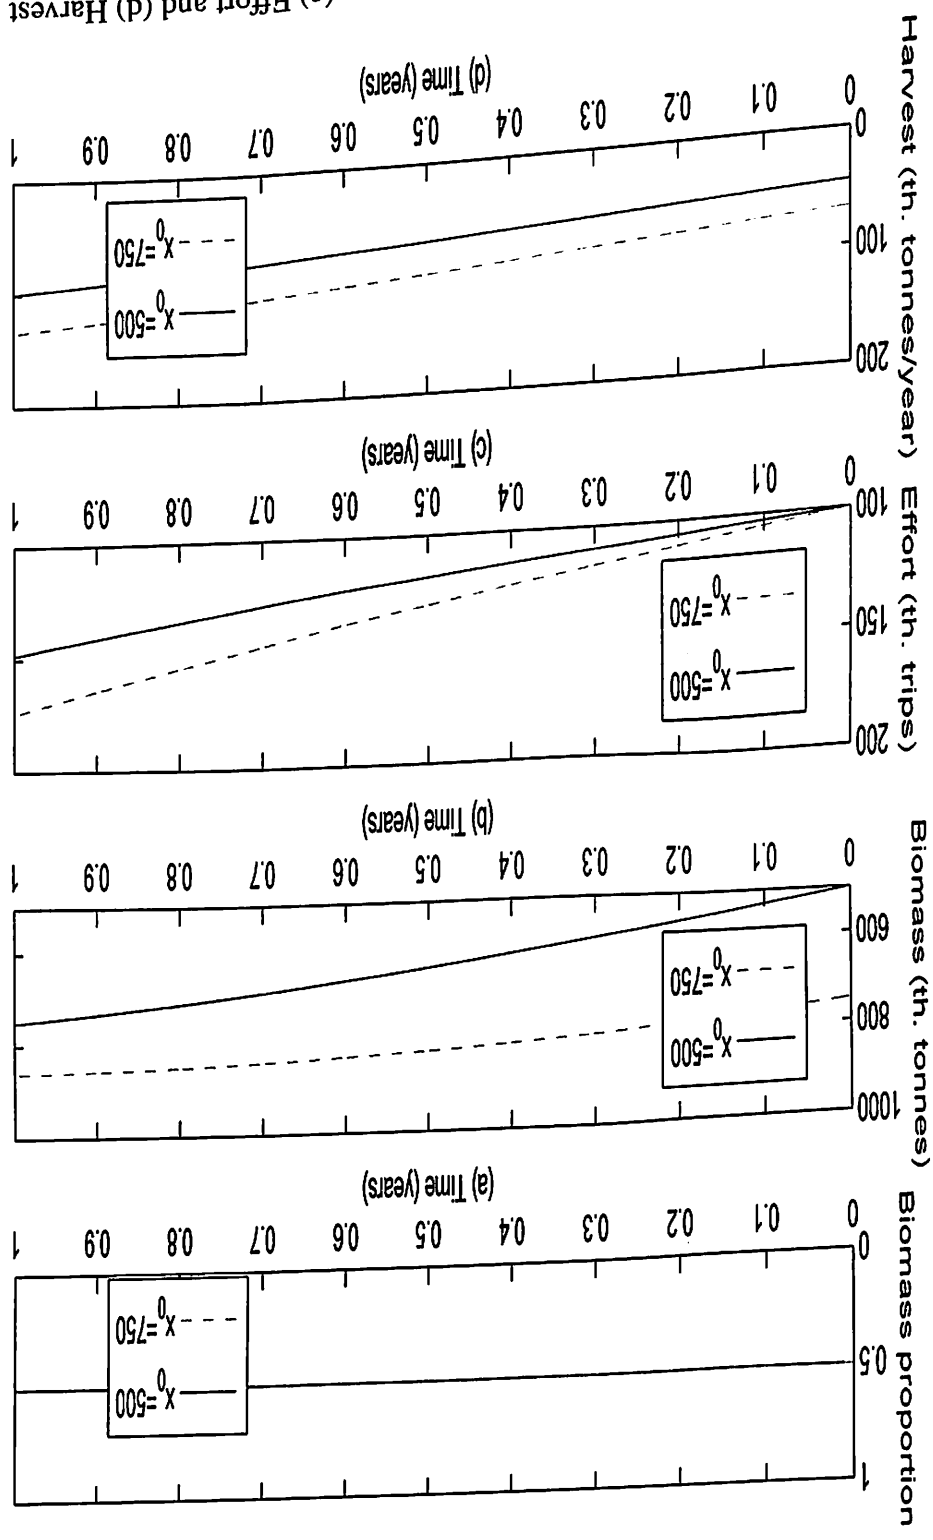 Biomass proportion
1
0.5
0
x0=500
x0=750
0 0.1 0.2 0.3 0.4 0.5 0.6 0.7 0.8 0.9 1
(a) Time (years)
Biomass (th. tonnes)
1000
800
600
x0=500
x0=750
0 0.1 0.2 0.3 0.4 0.5 0.6 0.7 0.8 0.9 1
(b) Time (years)
Effort (th. trips)
200
150
100
x0=500
x0=750
0 0.1 0.2 0.3 0.4 0.5 0.6 0.7 0.8 0.9 1
(c) Time (years)
Harvest (th. tonnes/year)
200
100
0
x0=500
x0=750
0 0.1 0.2 0.3 0.4 0.5 0.6 0.7 0.8 0.9 1
(d) Time (years)
Effort and (d) Harvest